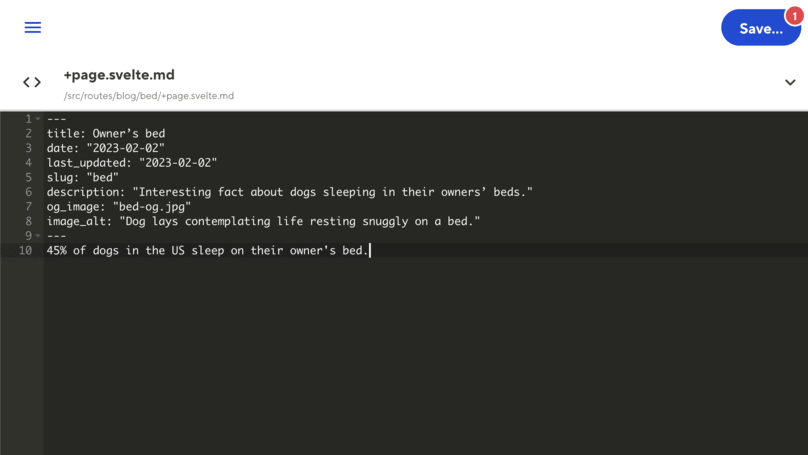 1
Save...
+page.svelte.md
/src/routes/blog/bed/+page.svelte.md
1 ---
2 title: Owner’s bed
3 date: "2023-02-02"
4 last_updated: "2023-02-02"
5 slug: "bed"
6 description: "Interesting fact about dogs sleeping in their owners’ beds."
7 og_image: "bed-og.jpg"
8 image_alt: "Dog lays contemplating life resting snuggly on a bed."
9 ---
10 45% of dogs in the US sleep on their owner's bed.